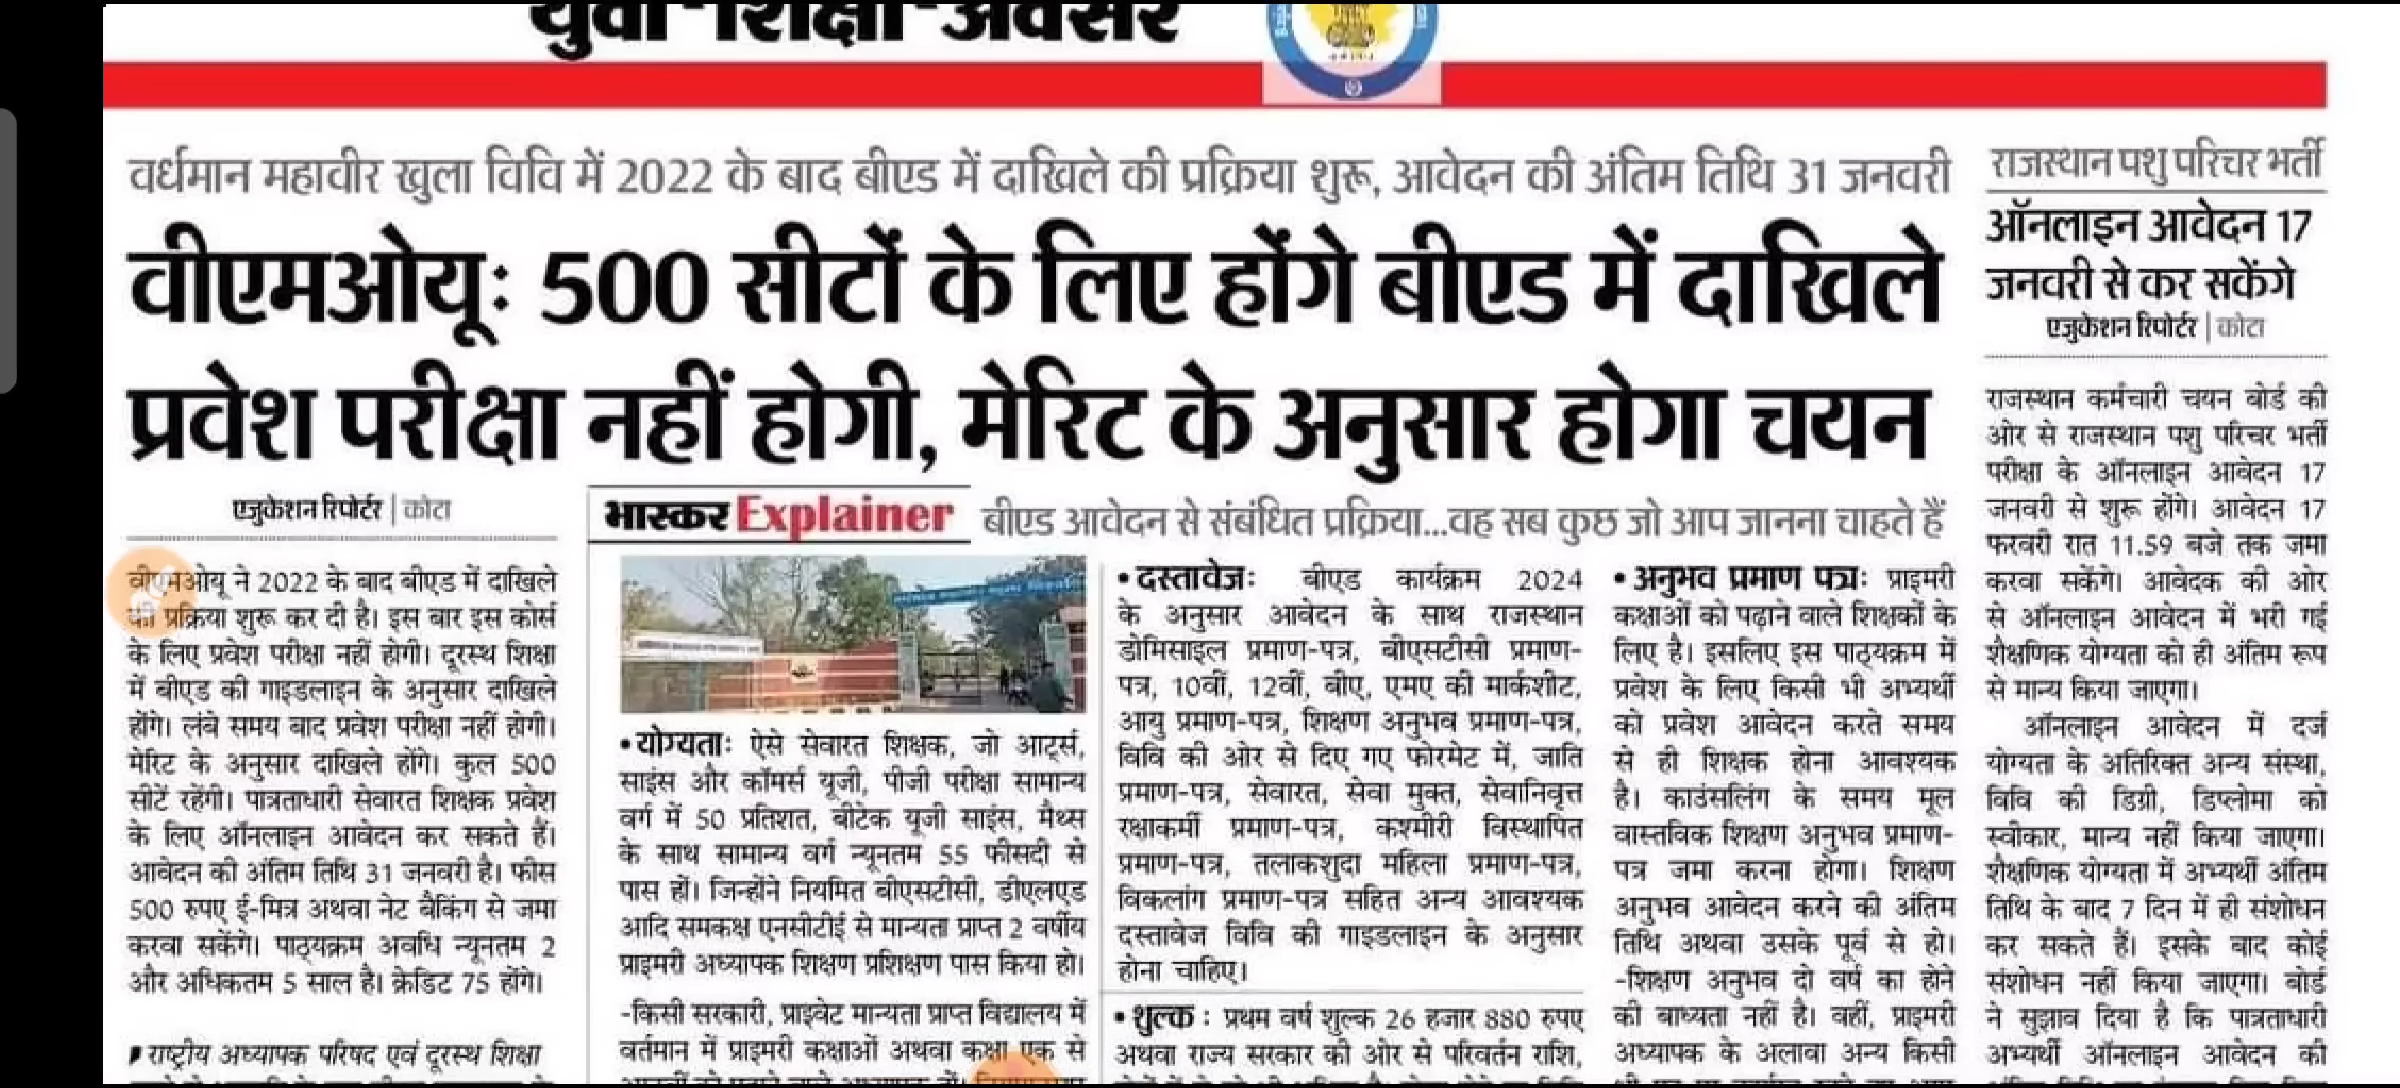 युवा-शिक्षा-अवसर
वर्धमान महावीर खुला विवि में 2022 के बाद बीएड में दाखिले की प्रक्रिया शुरू, आवेदन की अंतिम तिथि 31 जनवरी
वीएमओयूः 500 सीटों के लिए होंगे बीएड में दाखिले
प्रवेश परीक्षा नहीं होगी, मेरिट के अनुसार होगा चयन
एजुकेशन रिपोर्टर | कोटा
वीएमओयू ने 2022 के बाद बीएड में दाखिले
की प्रक्रिया शुरू कर दी है। इस बार इस कोर्स
के लिए प्रवेश परीक्षा नहीं होगी। दूरस्थ शिक्षा
में बीएड की गाइडलाइन के अनुसार दाखिले
होंगे। लंबे समय बाद प्रवेश परीक्षा नहीं होगी।
मेरिट के अनुसार दाखिले होंगे। कुल 500
सीटें रहेंगी। पात्रताधारी सेवारत शिक्षक प्रवेश
के लिए ऑनलाइन आवेदन कर सकते हैं।
आवेदन की अंतिम तिथि 31 जनवरी है। फीस
500 रुपए ई-मित्र अथवा नेट बैंकिंग से जमा
करवा सकेंगे। पाठ्यक्रम अवधि न्यूनतम 2
और अधिकतम 5 साल है। क्रेडिट 75 होंगे।
राष्ट्रीय अध्यापक परिषद एवं दूरस्थ शिक्षा
भास्कर Explainer
बीएड आवेदन से संबंधित प्रक्रिया...वह सब कुछ जो आप जानना चाहते हैं
• योग्यताः ऐसे सेवारत शिक्षक, जो आर्ट्स,
साइंस और कॉमर्स यूजी, पीजी परीक्षा सामान्य
वर्ग में 50 प्रतिशत, बीटेक यूजी साइंस, मैथ्स
के साथ सामान्य वर्ग न्यूनतम 55 फीसदी से
पास हों। जिन्होंने नियमित बीएसटीसी, डीएलएड
आदि समकक्ष एनसीटीई से मान्यता प्राप्त 2 वर्षीय
प्राइमरी अध्यापक शिक्षण प्रशिक्षण पास किया हो।
-किसी सरकारी, प्राइवेट मान्यता प्राप्त विद्यालय में
वर्तमान में प्राइमरी कक्षाओं अथवा कक्षा एक से
• दस्तावेजः बीएड कार्यक्रम 2024
के अनुसार आवेदन के साथ राजस्थान
डोमिसाइल प्रमाण-पत्र, बीएसटीसी प्रमाण-
पत्र, 10वीं, 12वीं, बीए, एमए की मार्कशीट,
आयु प्रमाण-पत्र, शिक्षण अनुभव प्रमाण-पत्र,
विवि की ओर से दिए गए फोरमेट में, जाति
प्रमाण-पत्र, सेवारत, सेवा मुक्त, सेवानिवृत्त
रक्षाकर्मी प्रमाण-पत्र, कश्मीरी विस्थापित
प्रमाण-पत्र, तलाकशुदा महिला प्रमाण-पत्र,
विकलांग प्रमाण-पत्र सहित अन्य आवश्यक
दस्तावेज विवि की गाइडलाइन के अनुसार
होना चाहिए।
• शुल्क : प्रथम वर्ष शुल्क 26 हजार 880 रुपए
अथवा राज्य सरकार की ओर से परिवर्तन राशि,
• अनुभव प्रमाण पत्रः प्राइमरी
कक्षाओं को पढ़ाने वाले शिक्षकों के
लिए है। इसलिए इस पाठ्यक्रम में
प्रवेश के लिए किसी भी अभ्यर्थी
को प्रवेश आवेदन करते समय
से ही शिक्षक होना आवश्यक
है। काउंसलिंग के समय मूल
वास्तविक शिक्षण अनुभव प्रमाण-
पत्र जमा करना होगा। शिक्षण
अनुभव आवेदन करने की अंतिम
तिथि अथवा उसके पूर्व से हो।
-शिक्षण अनुभव दो वर्ष का होने
की बाध्यता नहीं है। वहीं, प्राइमरी
अध्यापक के अलावा अन्य किसी
राजस्थान पशु परिचर भर्ती
ऑनलाइन आवेदन 17
जनवरी से कर सकेंगे
एजुकेशन रिपोर्टर | कोटा
राजस्थान कर्मचारी चयन बोर्ड की
ओर से राजस्थान पशु परिचर भर्ती
परीक्षा के ऑनलाइन आवेदन 17
जनवरी से शुरू होंगे। आवेदन 17
फरवरी रात 11.59 बजे तक जमा
करवा सकेंगे। आवेदक की ओर
से ऑनलाइन आवेदन में भरी गई
शैक्षणिक योग्यता को ही अंतिम रूप
से मान्य किया जाएगा।
ऑनलाइन आवेदन में दर्ज
योग्यता के अतिरिक्त अन्य संस्था,
विवि की डिग्री, डिप्लोमा को
स्वीकार, मान्य नहीं किया जाएगा।
शैक्षणिक योग्यता में अभ्यर्थी अंतिम
तिथि के बाद 7 दिन में ही संशोधन
कर सकते हैं। इसके बाद कोई
संशोधन नहीं किया जाएगा। बोर्ड
ने सुझाव दिया है कि पात्रताधारी
अभ्यर्थी ऑनलाइन आवेदन की